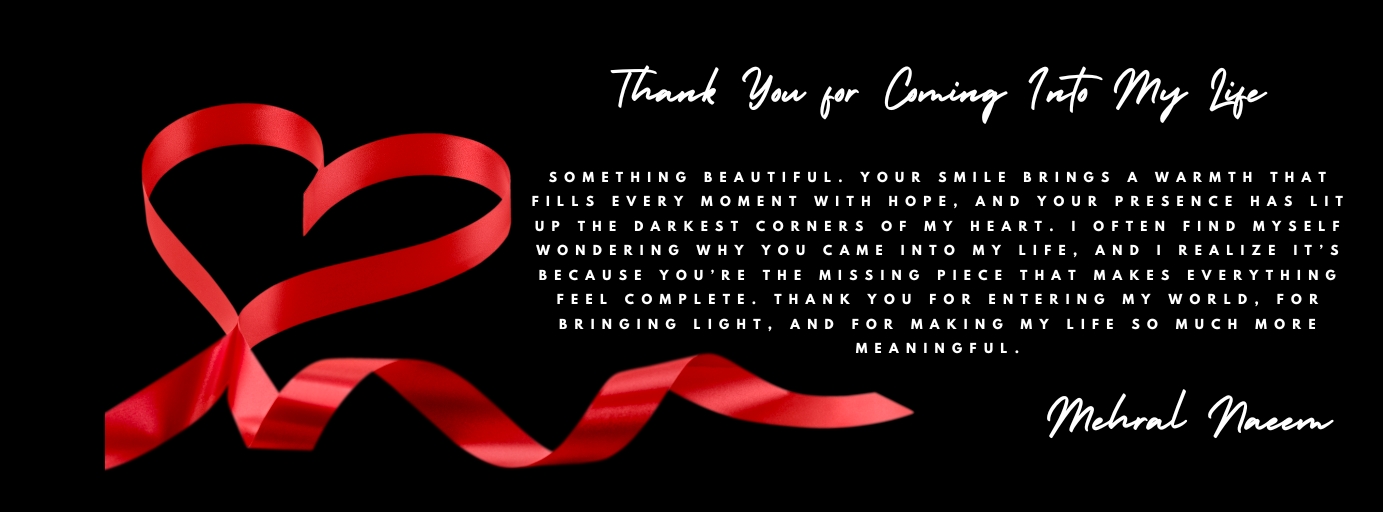 Thank You for Coming Into My Life
SOMETHING BEAUTIFUL. YOUR SMILE BRINGS A WARMTH THAT
FILLS EVERY MOMENT WITH HOPE, AND YOUR PRESENCE HAS LIT
UP THE DARKEST CORNERS OF MY HEART. I OFTEN FIND MYSELF
WONDERING WHY YOU CAME INTO MY LIFE, AND I REALIZE IT'S
BECAUSE YOU'RE THE MISSING PIECE THAT MAKES EVERYTHING
FEEL COMPLETE. THANK YOU FOR ENTERING MY WORLD, FOR
BRINGING LIGHT, AND FOR MAKING MY LIFE SO MUCH MORE
MEANINGFUL.
Mehral Naeem